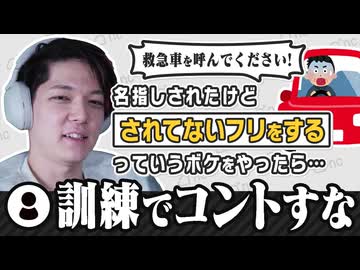 救急車を呼んでください!
名指しされたけど
されてないフリをする
っていうボケをやったら…
訓練でコントすな